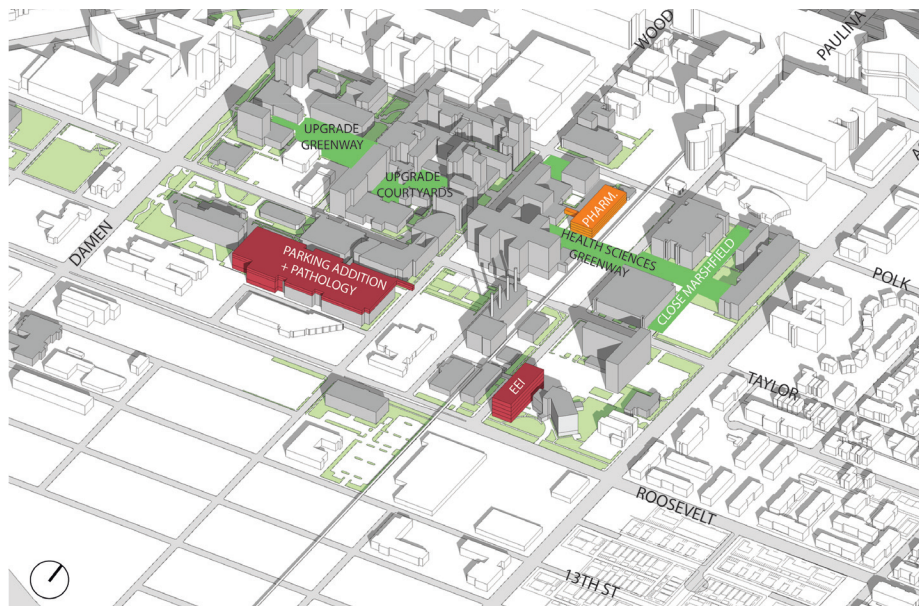 WOOD
PAULINA
UPGRADE
GREENWAY
UPGRADE
COURTYARDS
PHARM.
DAMEN
HEALTH SCIENCES
GREENWAY
CLOSE MARSHFIELD
PARKING ADDITION
+ PATHOLOGY
POLK
EEI
TAYLOR
ROOSEVELT
13TH ST